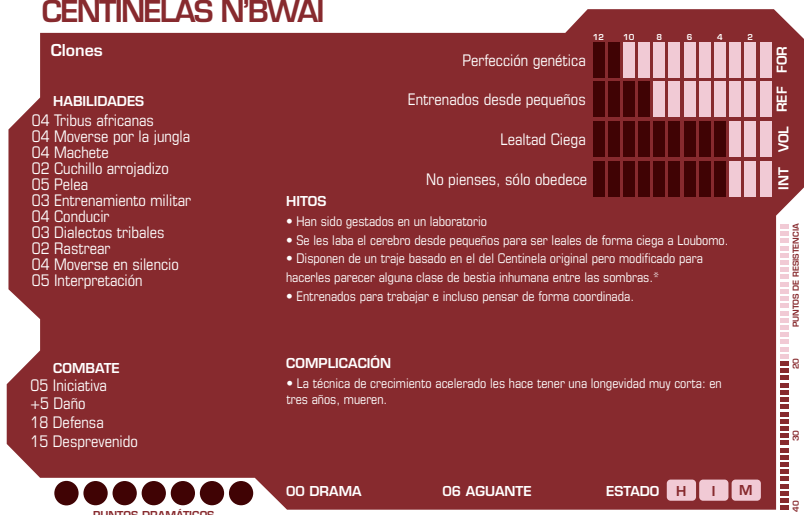 CENTINELAS N'BWAI
Clones
12 10 8 6 4 2
Perfección genética
FOR
Entrenados desde pequeños
REF
Lealtad Ciega
VOL
No pienses, sólo obedece
INT
HABILIDADES
04 Tribus africanas
04 Moverse por la jungla
04 Machete
02 Cuchillo arrojadizo
05 Pelea
03 Entrenamiento militar
04 Conducir
03 Dialectos tribales
02 Rastrear
04 Moverse en silencio
05 Interpretación
HITOS
• Han sido gestados en un laboratorio
• Se les laba el cerebro desde pequeños para ser leales de forma ciega a Loubomo.
• Disponen de un traje basado en el del Centinela original pero modificado para
hacerles parecer alguna clase de bestia inhumana entre las sombras.*
• Entrenados para trabajar e incluso pensar de forma coordinada.
COMBATE
05 Iniciativa
+5 Daño
18 Defensa
15 Desprevenido
COMPLICACIÓN
• La técnica de crecimiento acelerado les hace tener una longevidad muy corta: en
tres años, mueren.
PUNTOS DE RESISTENCIA
20
30
40
00 DRAMA
06 AGUANTE
ESTADO H I M
PUNTOS DRAMÁTICOS